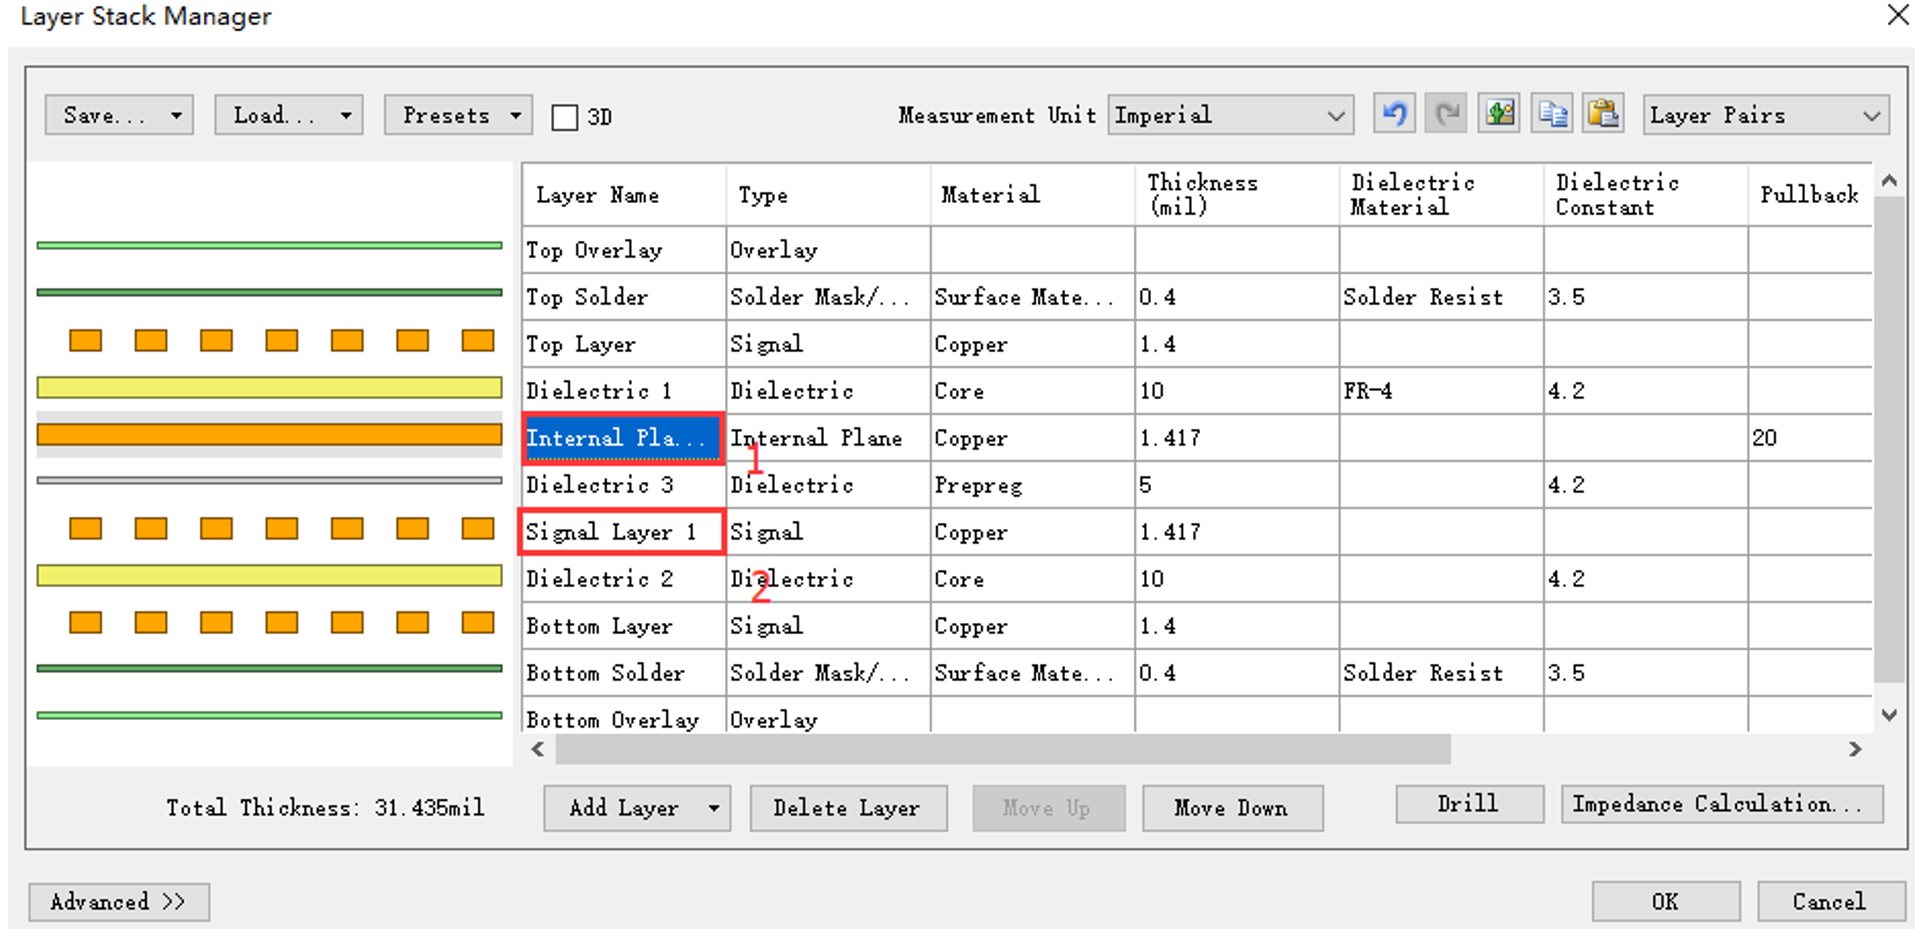 Layer Stack Manager
Save... Load... Presets 3D Measurement Unit Imperial Layer Pairs
Layer Name Type Material Thickness (mil) Dielectric Material Dielectric Constant Pullback
Top Overlay Overlay
Top Solder Solder Mask/... Surface Mate... 0.4 Solder Resist 3.5
Top Layer Signal Copper 1.4
Dielectric 1 Dielectric Core 10 FR-4 4.2
Internal Pla... Internal Plane Copper 1.417 20
1
Dielectric 3 Dielectric Prepreg 5 4.2
Signal Layer 1 Signal Copper 1.417
Dielectric 2 Dielectric Core 10 4.2
2
Bottom Layer Signal Copper 1.4
Bottom Solder Solder Mask/... Surface Mate... 0.4 Solder Resist 3.5
Bottom Overlay Overlay
Total Thickness: 31.435mil Add Layer Delete Layer Move Up Move Down Drill Impedance Calculation...
Advanced >> OK Cancel